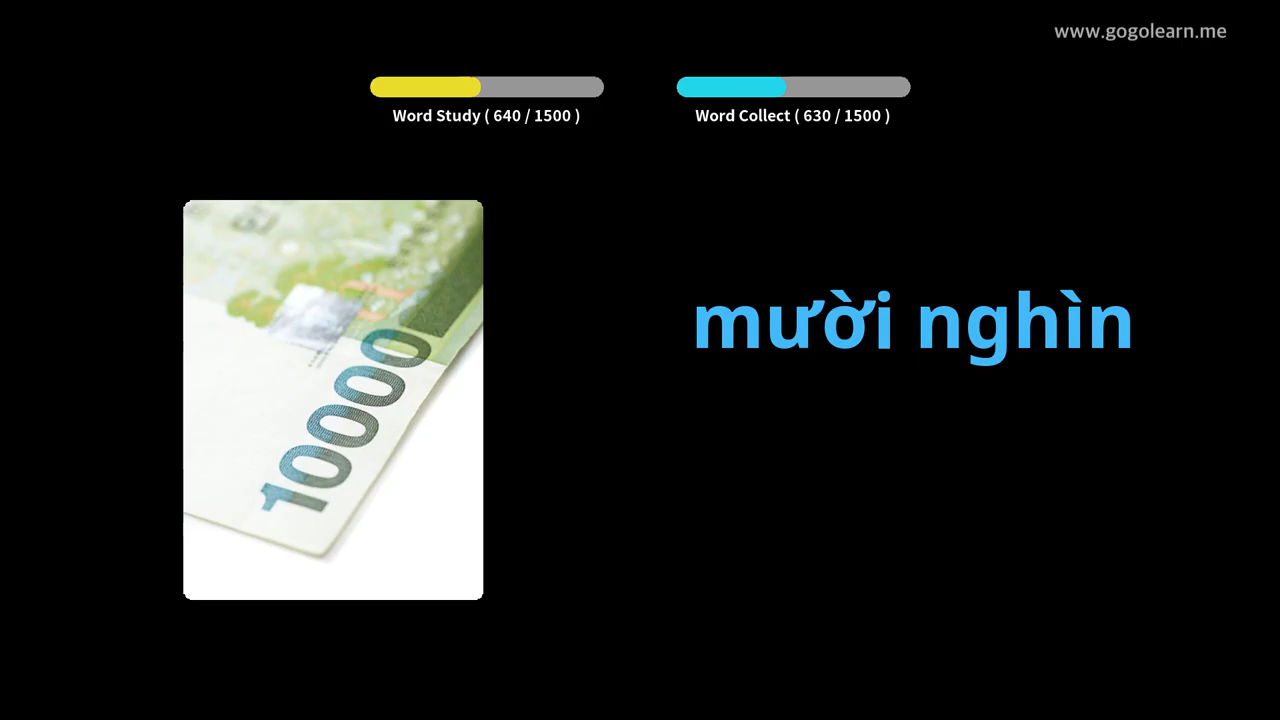 www.gogolearn.me
Word Study ( 640 / 1500 )
Word Collect ( 630 / 1500 )
mười nghìn
10000